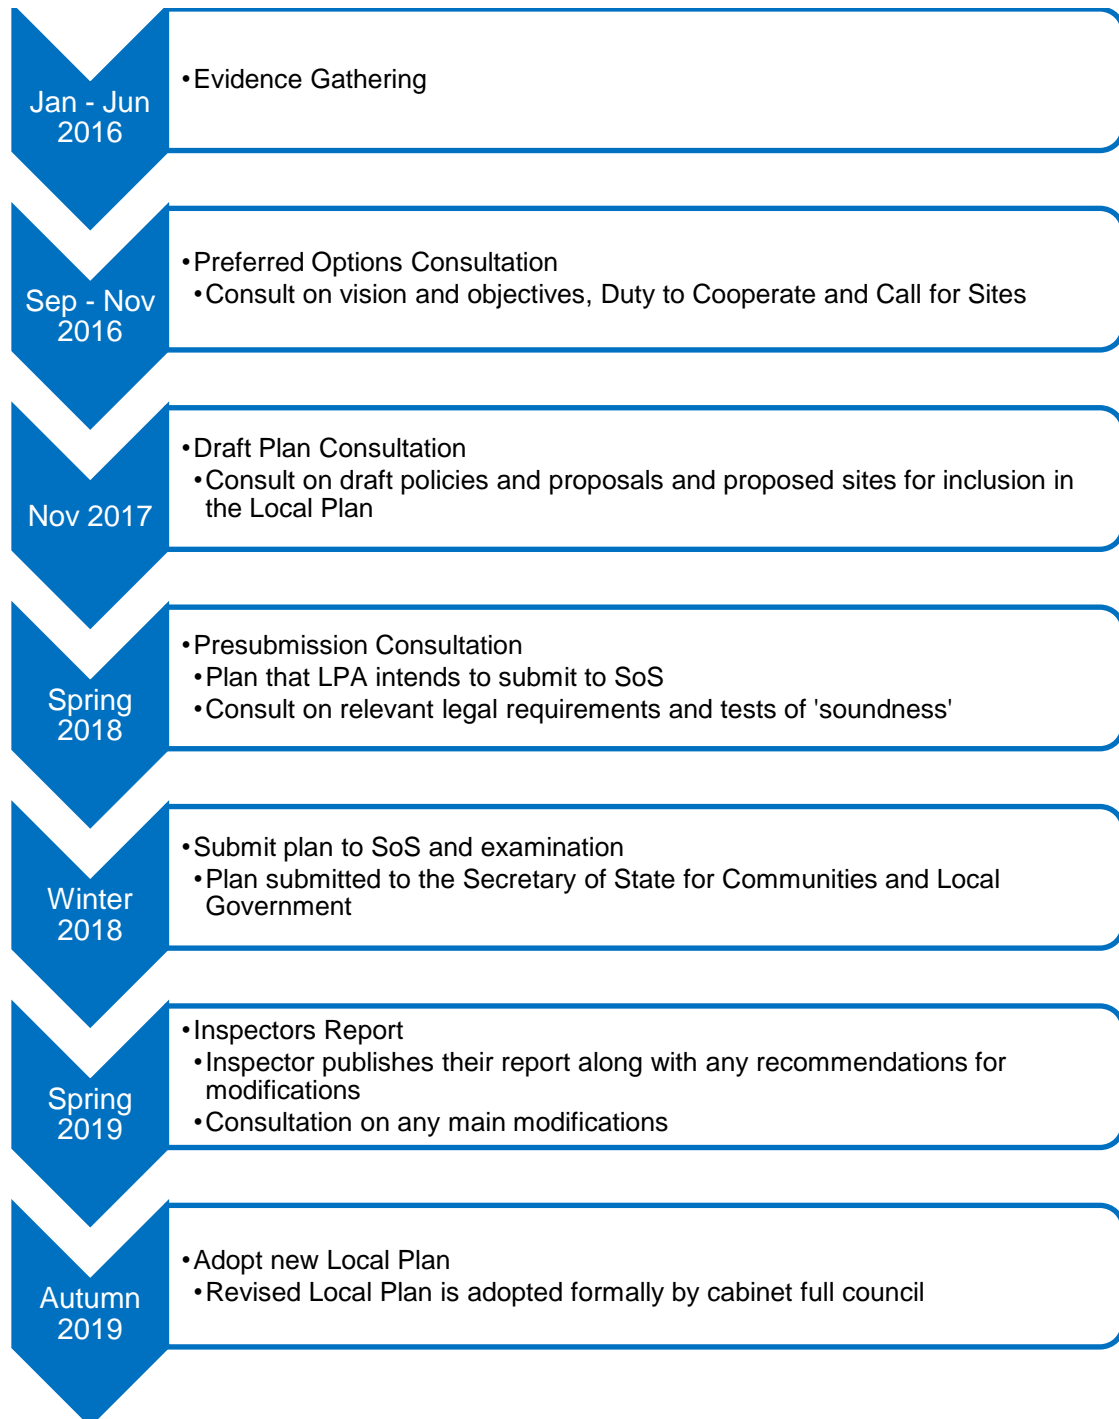 Jan - Jun
2016
•Evidence Gathering
Sep - Nov
2016
•Preferred Options Consultation
•Consult on vision and objectives, Duty to Cooperate and Call for Sites
Nov 2017
•Draft Plan Consultation
•Consult on draft policies and proposals and proposed sites for inclusion in
the Local Plan
Spring
2018
•Presubmission Consultation
•Plan that LPA intends to submit to SoS
•Consult on relevant legal requirements and tests of 'soundness'
Winter
2018
•Submit plan to SoS and examination
•Plan submitted to the Secretary of State for Communities and Local
Government
Spring
2019
•Inspectors Report
•Inspector publishes their report along with any recommendations for
modifications
•Consultation on any main modifications
Autumn
2019
•Adopt new Local Plan
•Revised Local Plan is adopted formally by cabinet full council